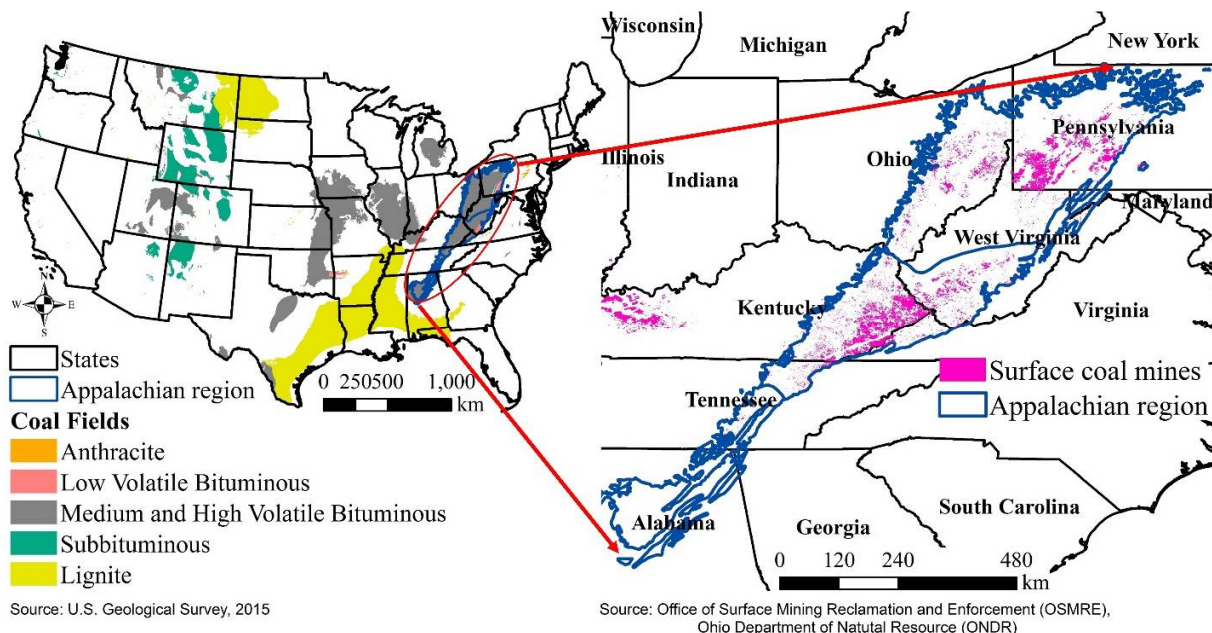 Wisconsin
Michigan
New York
Illinois
Indiana
Ohio
Pennsylvania
Maryland
West Virginia
Kentucky
Virginia
Tennessee
Alabama
Georgia
South Carolina
Surface coal mines
Appalachian region
0 120 240 480
km
N
W E
S
States
Appalachian region
0 250500 1,000
km
Coal Fields
Anthracite
Low Volatile Bituminous
Medium and High Volatile Bituminous
Subbituminous
Lignite
Source: U.S. Geological Survey, 2015
Source: Office of Surface Mining Reclamation and Enforcement (OSMRE),
Ohio Department of Natutal Resource (ONDR)